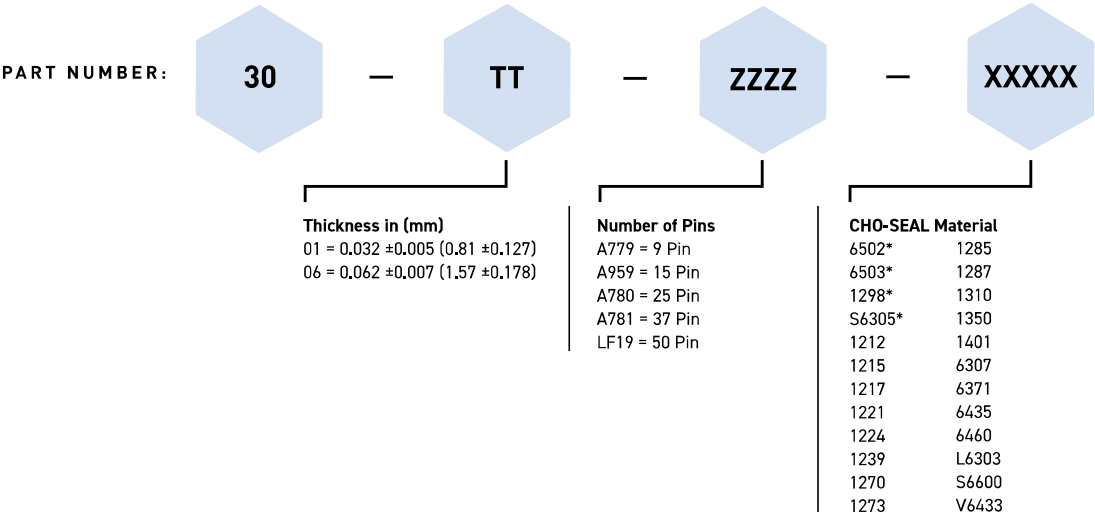 PART NUMBER: 30 — TT — ZZZZ — XXXXX
Thickness in (mm)
01 = 0.032 ±0.005 (0.81 ±0.127)
06 = 0.062 ±0.007 (1.57 ±0.178)
Number of Pins
A779 = 9 Pin
A959 = 15 Pin
A780 = 25 Pin
A781 = 37 Pin
LF19 = 50 Pin
CHO-SEAL Material
6502* 1285
6503* 1287
1298* 1310
S6305* 1350
1212 1401
1215 6307
1217 6371
1221 6435
1224 6460
1239 L6303
1270 S6600
1273 V6433